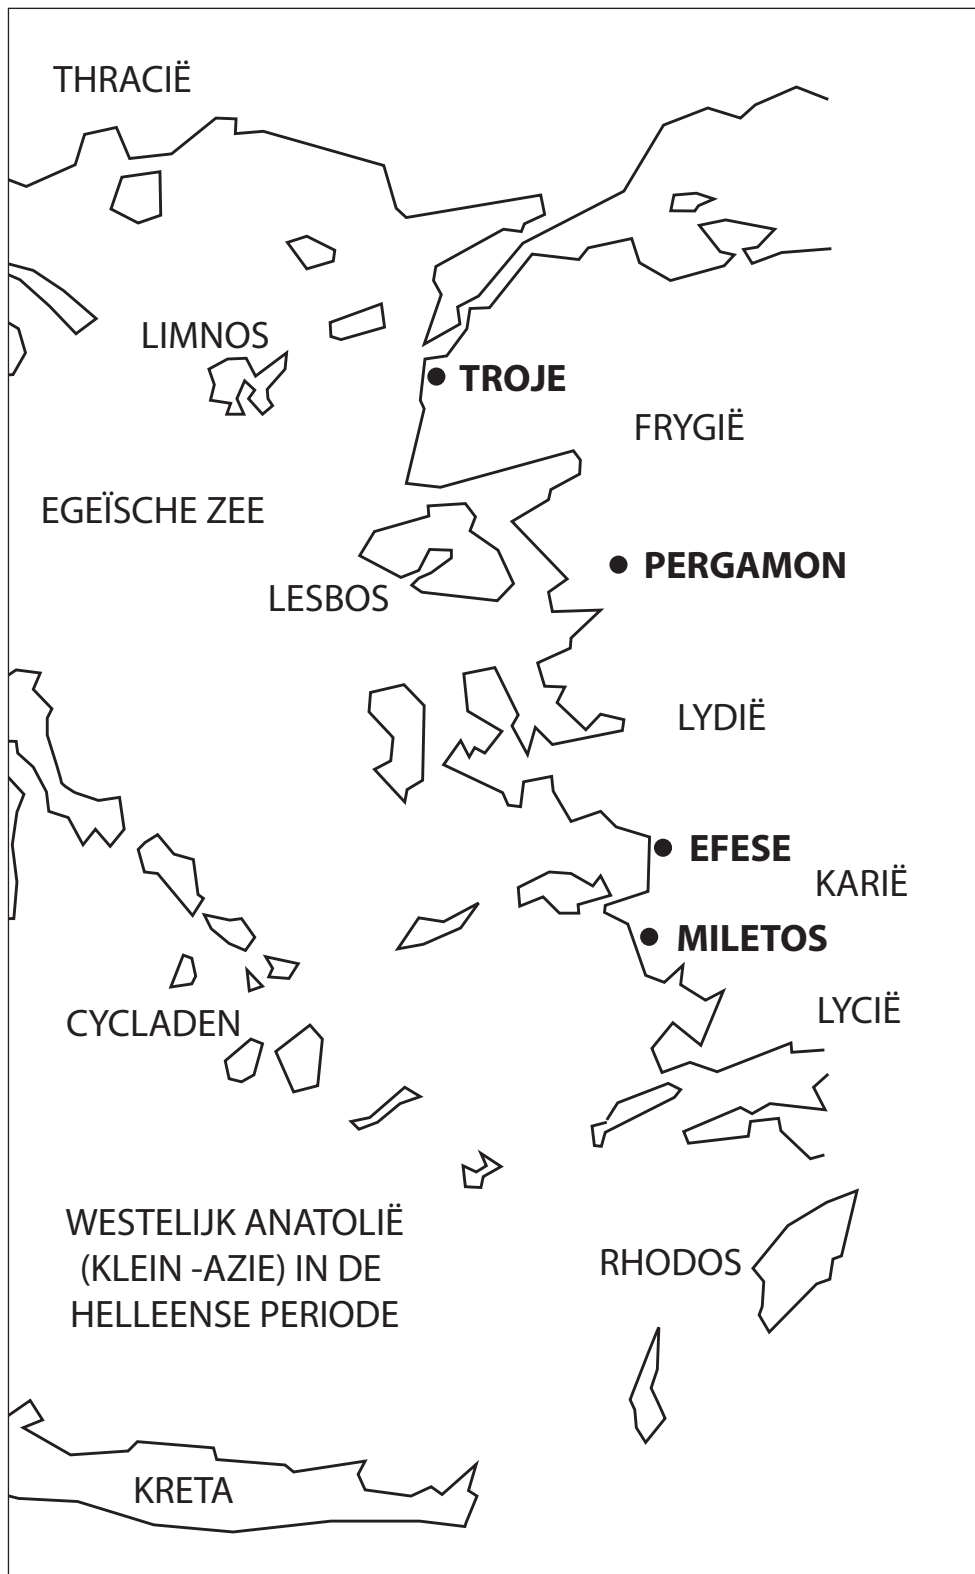 THRACIË
LIMNOS
TROJE
FRYGIË
EGEÏSCHE ZEE
PERGAMON
LESBOS
LYDIË
EFESE
KARIË
MILETOS
LYCIË
CYCLADEN
WESTELIJK ANATOLIË
(KLEIN -AZIE) IN DE
HELLEENSE PERIODE
RHODOS
KRETA